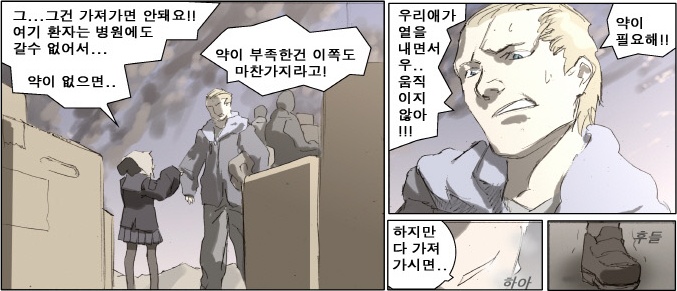 그...그건 가져가면 안돼요!!
여기 환자는 병원에도
갈수 없어서...
약이 없으면..
약이 부족한건 이쪽도
마찬가지라고!
우리애가
열을
내면서
우..
움직
이지
않아
!!!
약이
필요해!!
하지만
다 가져
가시면..
하아
후들